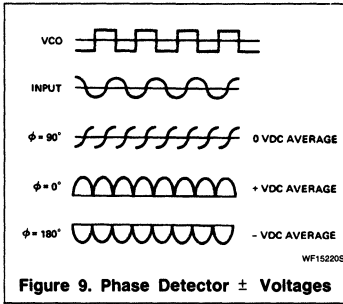 VCO
INPUT
ϕ = 90° 0 VDC AVERAGE
ϕ = 0° + VDC AVERAGE
ϕ = 180° − VDC AVERAGE
WF15220S
Figure 9. Phase Detector ± Voltages